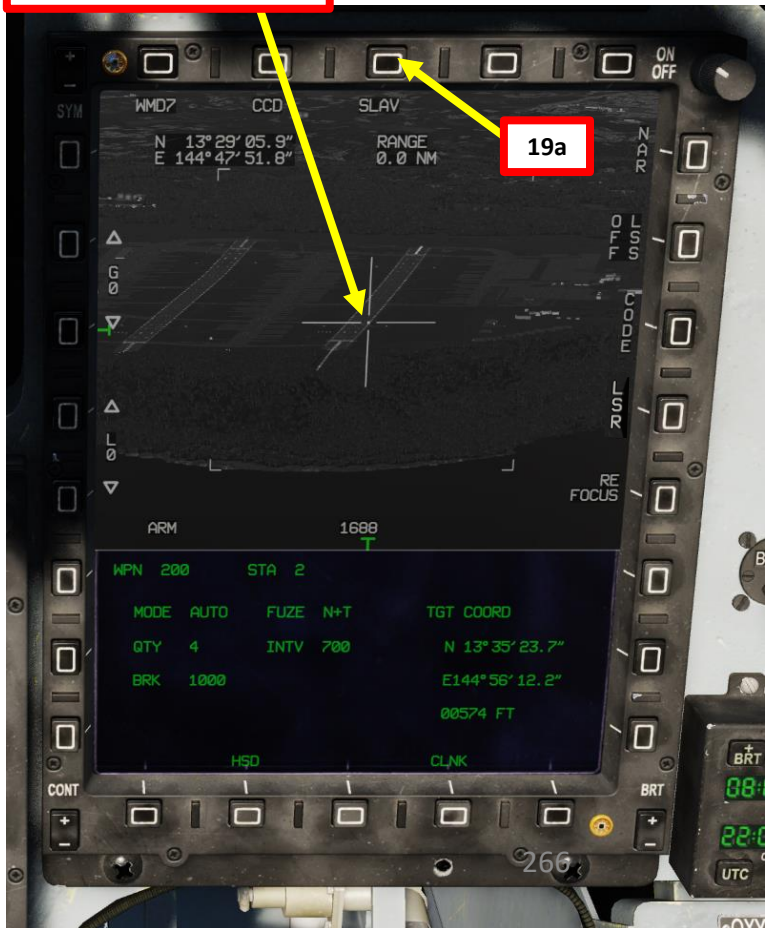 ON
OFF
SYM
WMD7 CCD SLAV
N 13°29′05.9″ RANGE
E 144°47′51.8″ 0.0 NM
19a
NAR
G0
OFF LSS
CODE
L0
LSR
RE
FOCUS
ARM 1688
T
WPN 200 STA 2
MODE AUTO FUZE N+T TGT COORD
QTY 4 INTV 700 N 13°35′23.7″
BRK 1000 E144°56′12.2″
00574 FT
HSD CLNK
CONT BRT
BRT
UTC
266